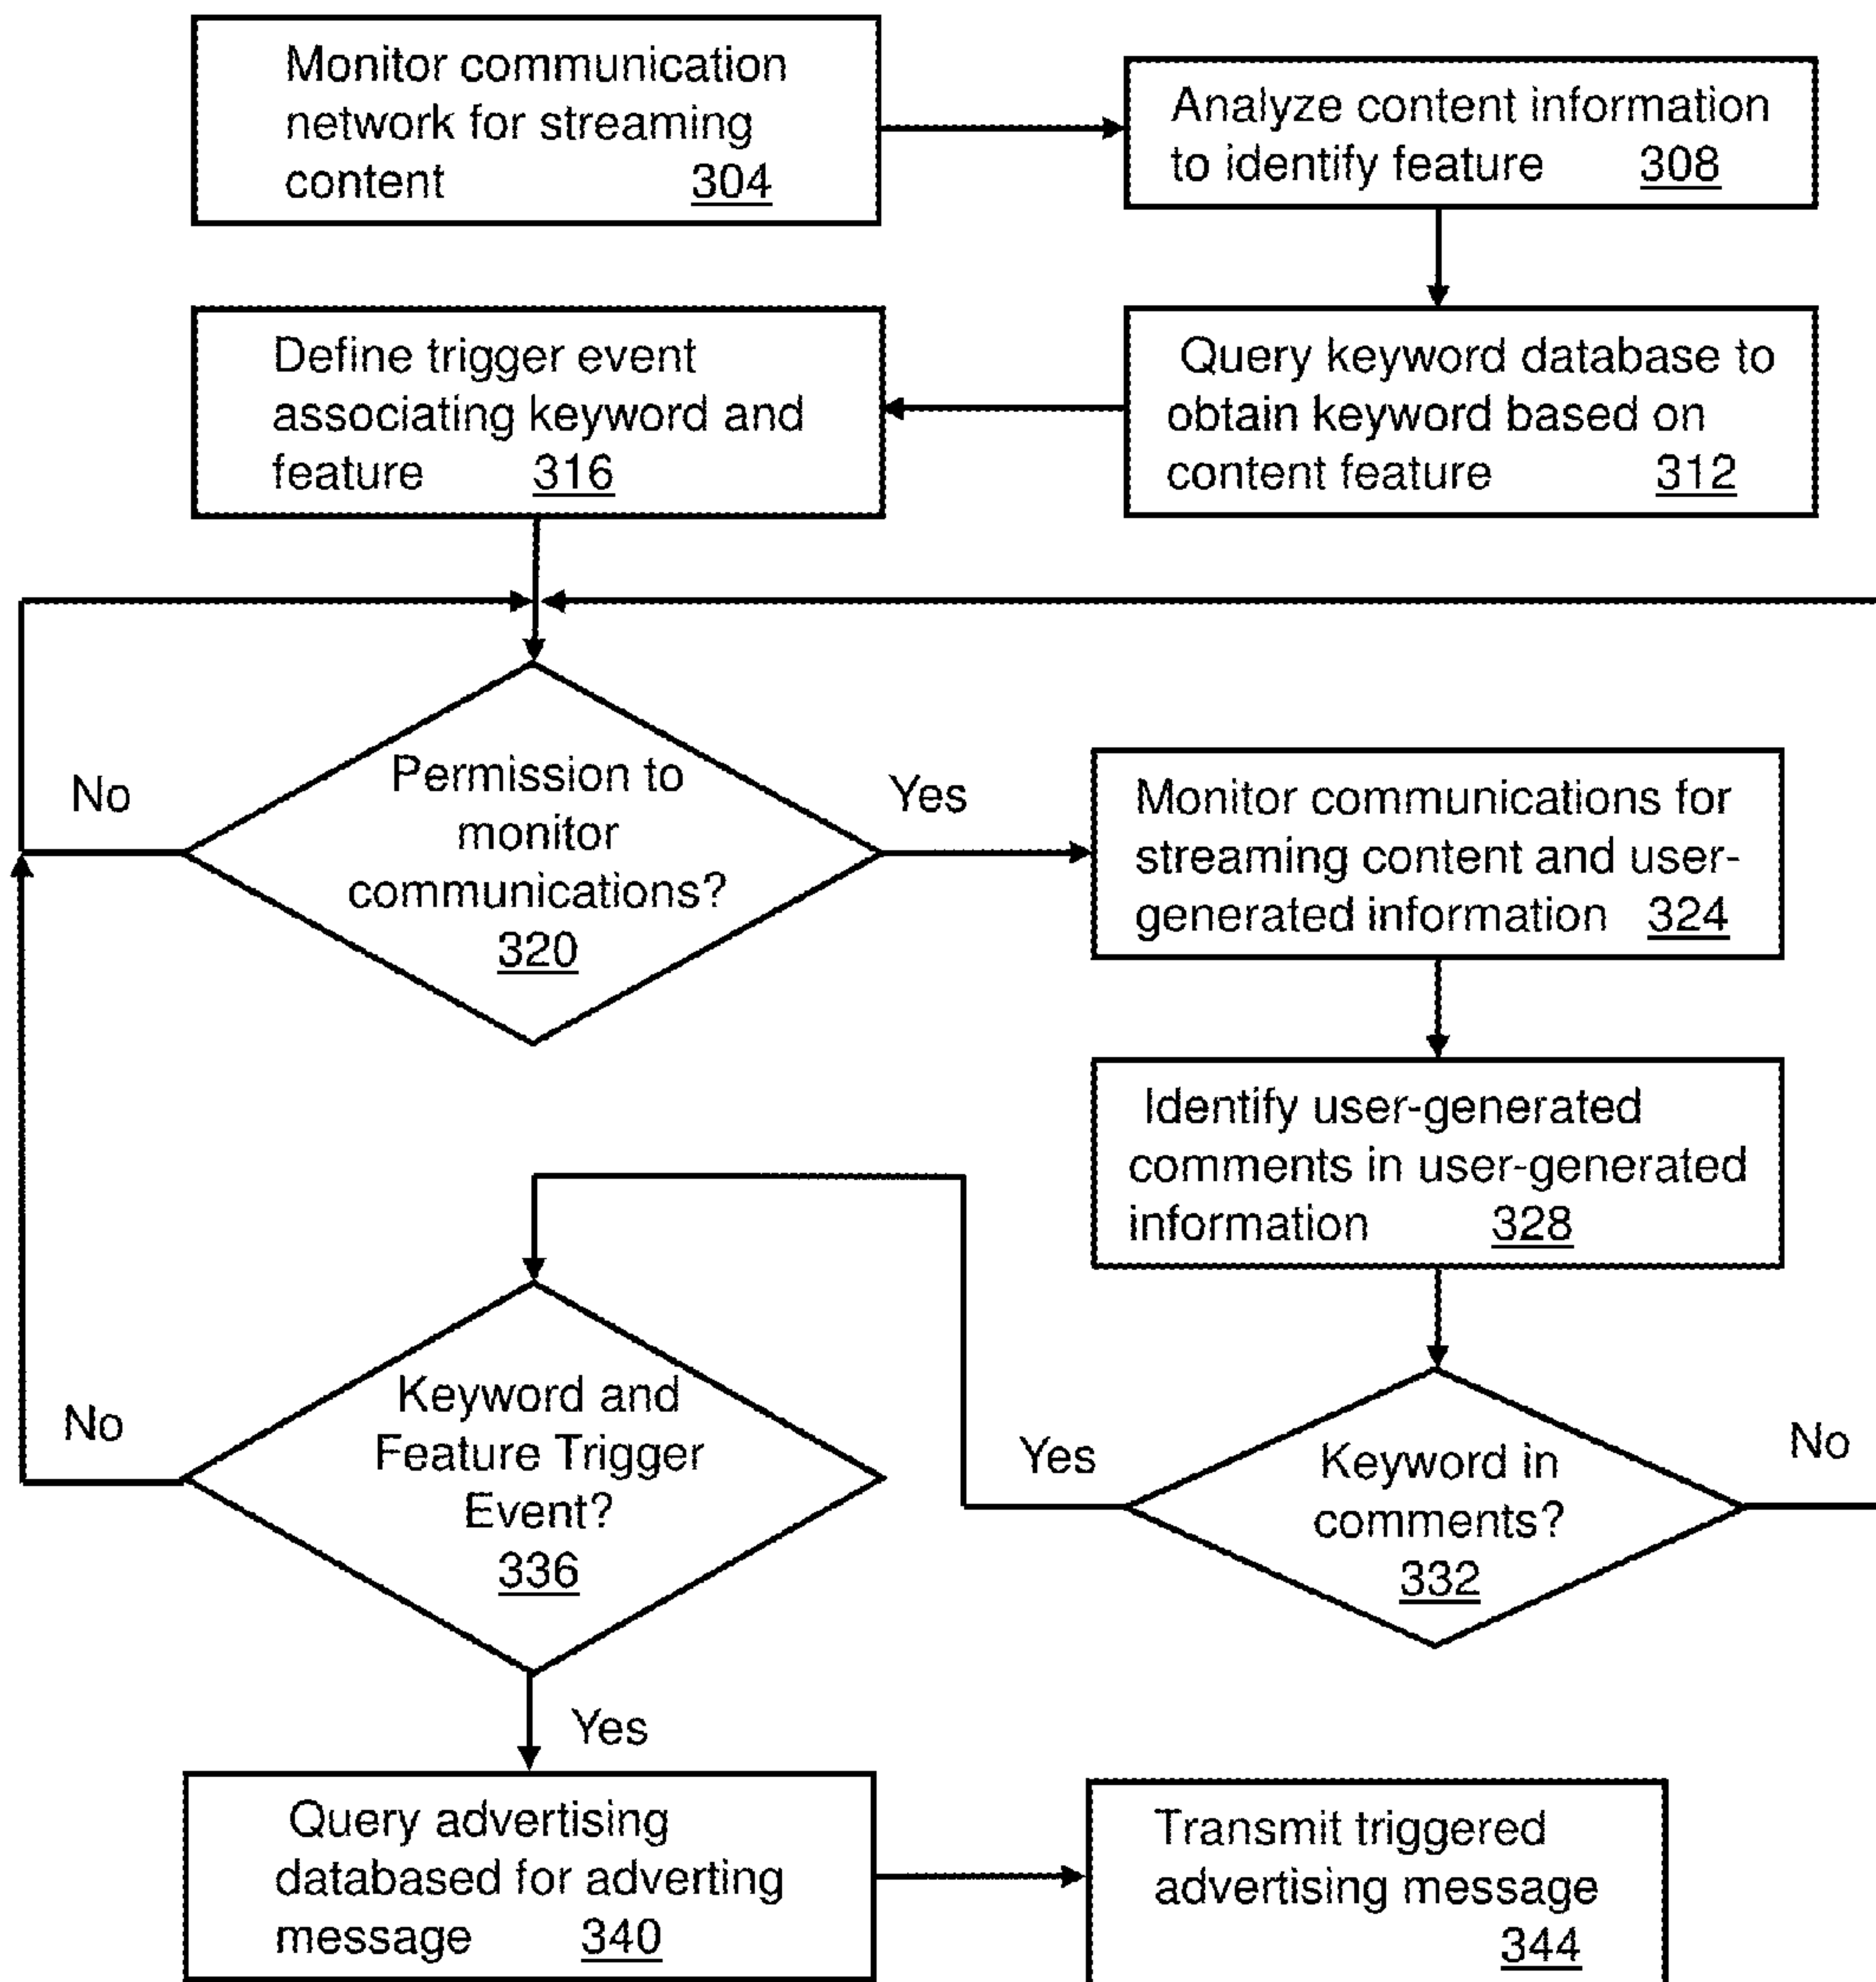 Monitor communication
network for streaming
content 304
Analyze content information
to identify feature 308
Define trigger event
associating keyword and
feature 316
Query keyword database to
obtain keyword based on
content feature 312
No
Permission to
monitor
communications?
320
Yes
Monitor communications for
streaming content and user-
generated information 324
Identify user-generated
comments in user-generated
information 328
No
Keyword and
Feature Trigger
Event?
336
Yes
Keyword in
comments?
332
No
Yes
Query advertising
databased for adverting
message 340
Transmit triggered
advertising message
344